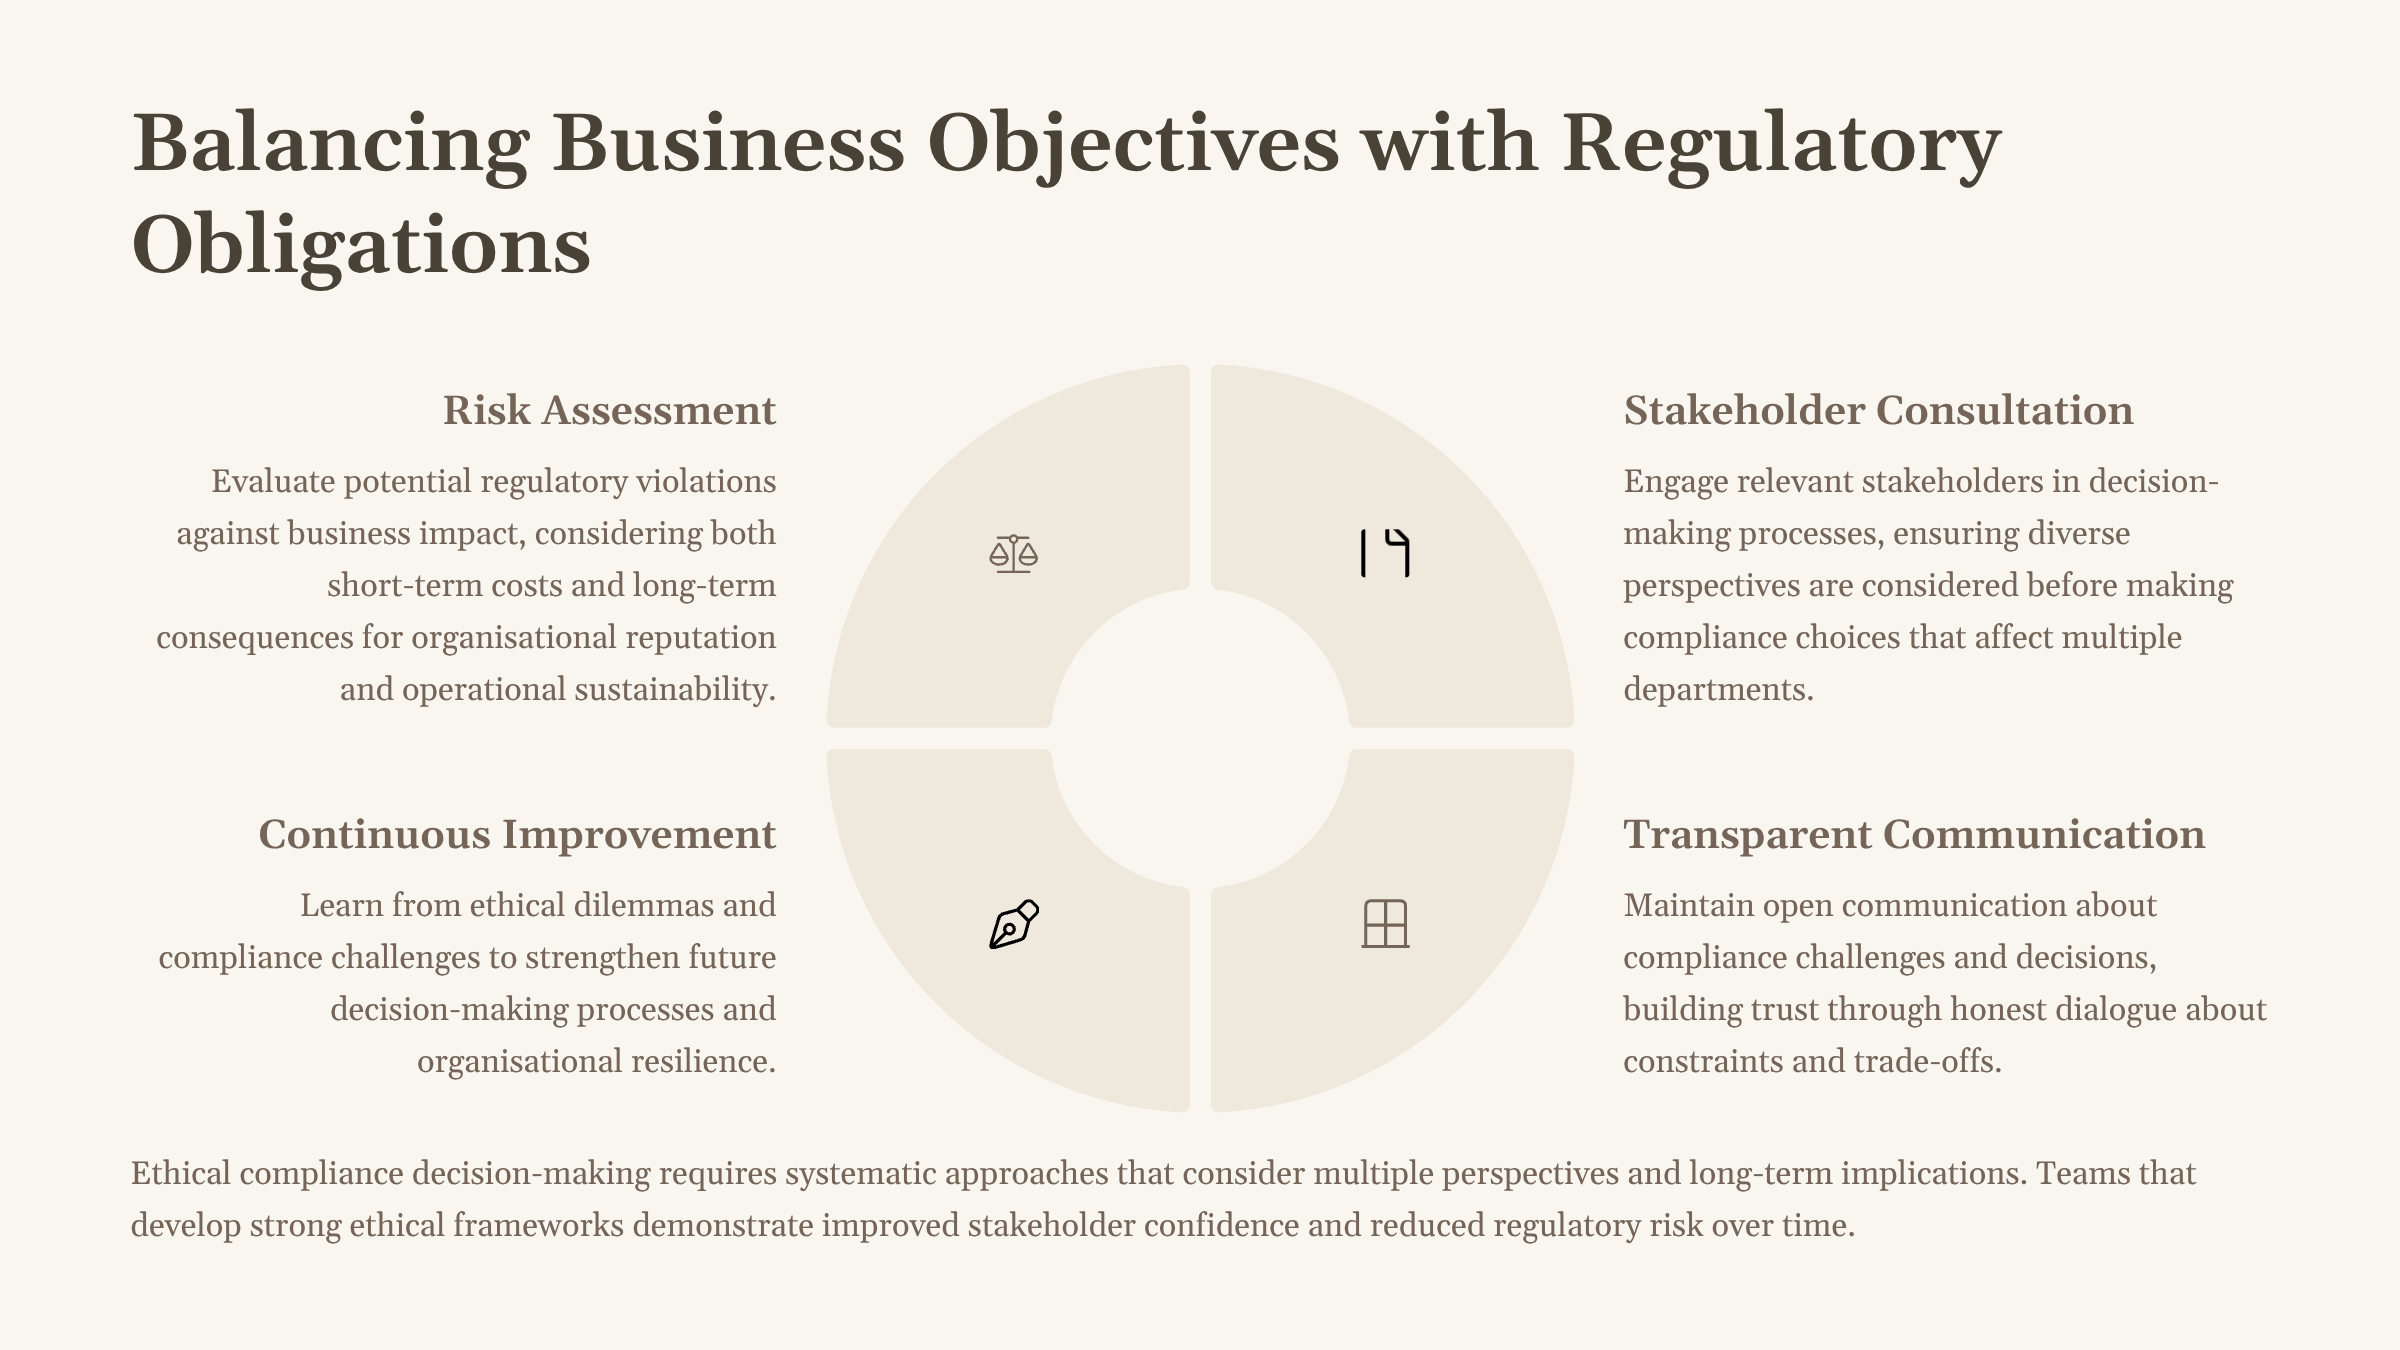 Balancing Business Objectives with Regulatory
Obligations
Risk Assessment
Evaluate potential regulatory violations
against business impact, considering both
short-term costs and long-term
consequences for organisational reputation
and operational sustainability.
Stakeholder Consultation
Engage relevant stakeholders in decision-
making processes, ensuring diverse
perspectives are considered before making
compliance choices that affect multiple
departments.
Continuous Improvement
Learn from ethical dilemmas and
compliance challenges to strengthen future
decision-making processes and
organisational resilience.
Transparent Communication
Maintain open communication about
compliance challenges and decisions,
building trust through honest dialogue about
constraints and trade-offs.
Ethical compliance decision-making requires systematic approaches that consider multiple perspectives and long-term implications. Teams that
develop strong ethical frameworks demonstrate improved stakeholder confidence and reduced regulatory risk over time.